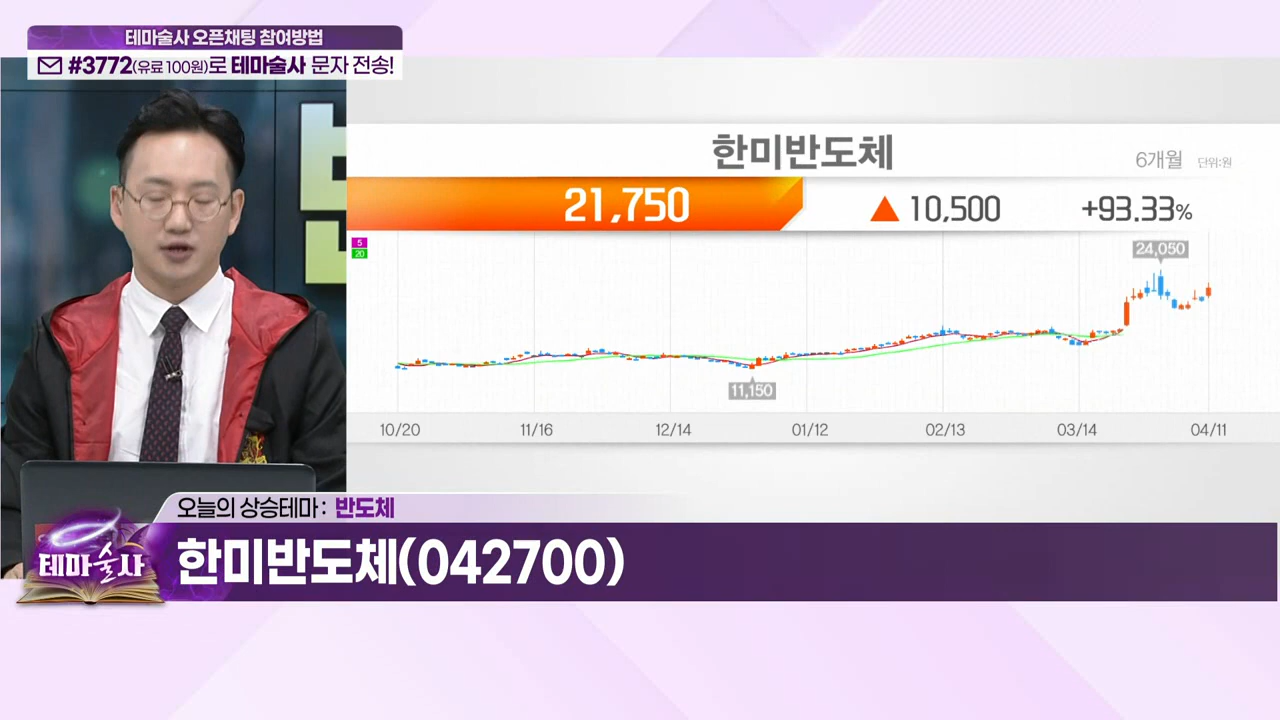 테마술사 오픈채팅 참여방법
#3772(유료 100원)로 테마술사 문자 전송!
한미반도체
6개월 단위:원
21,750 ▲ 10,500 +93.33%
5
20
24,050
11,150
10/20 11/16 12/14 01/12 02/13 03/14 04/11
오늘의 상승테마 : 반도체
테마술사
한미반도체(042700)